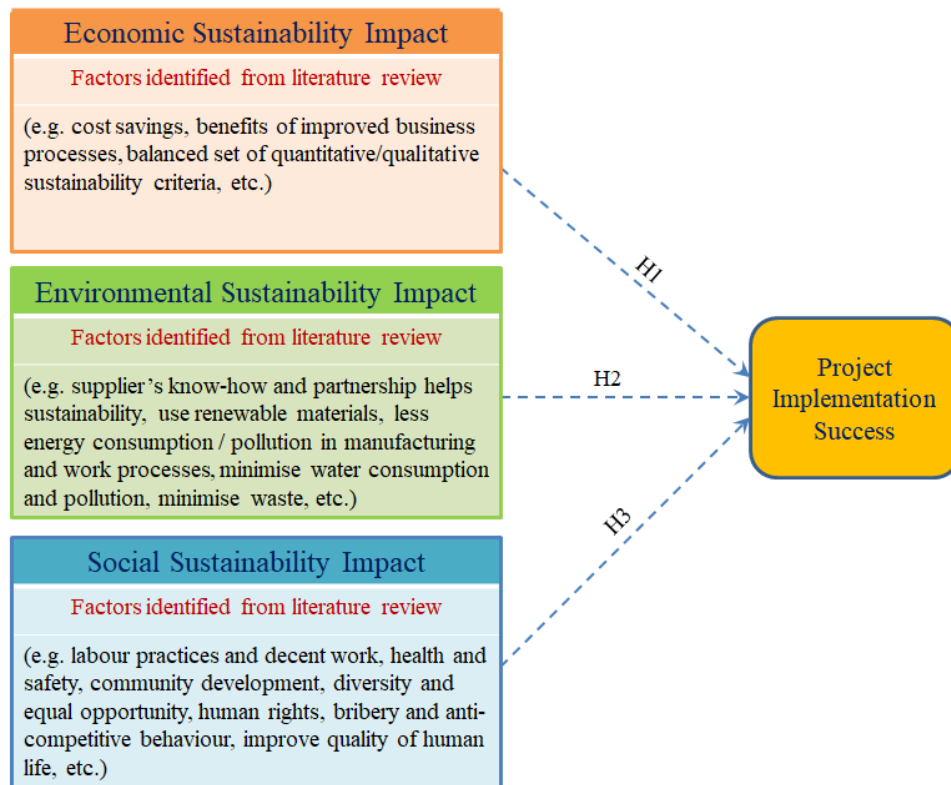 Economic Sustainability Impact
Factors identified from literature review
(e.g. cost savings, benefits of improved business
processes, balanced set of quantitative/qualitative
sustainability criteria, etc.)
Environmental Sustainability Impact
Factors identified from literature review
(e.g. supplier's know-how and partnership helps
sustainability, use renewable materials, less
energy consumption / pollution in manufacturing
and work processes, minimise water consumption
and pollution, minimise waste, etc.)
Social Sustainability Impact
Factors identified from literature review
(e.g. labour practices and decent work, health and
safety, community development, diversity and
equal opportunity, human rights, bribery and anti-
competitive behaviour, improve quality of human
life, etc.)
H1
H2
H3
Project
Implementation
Success